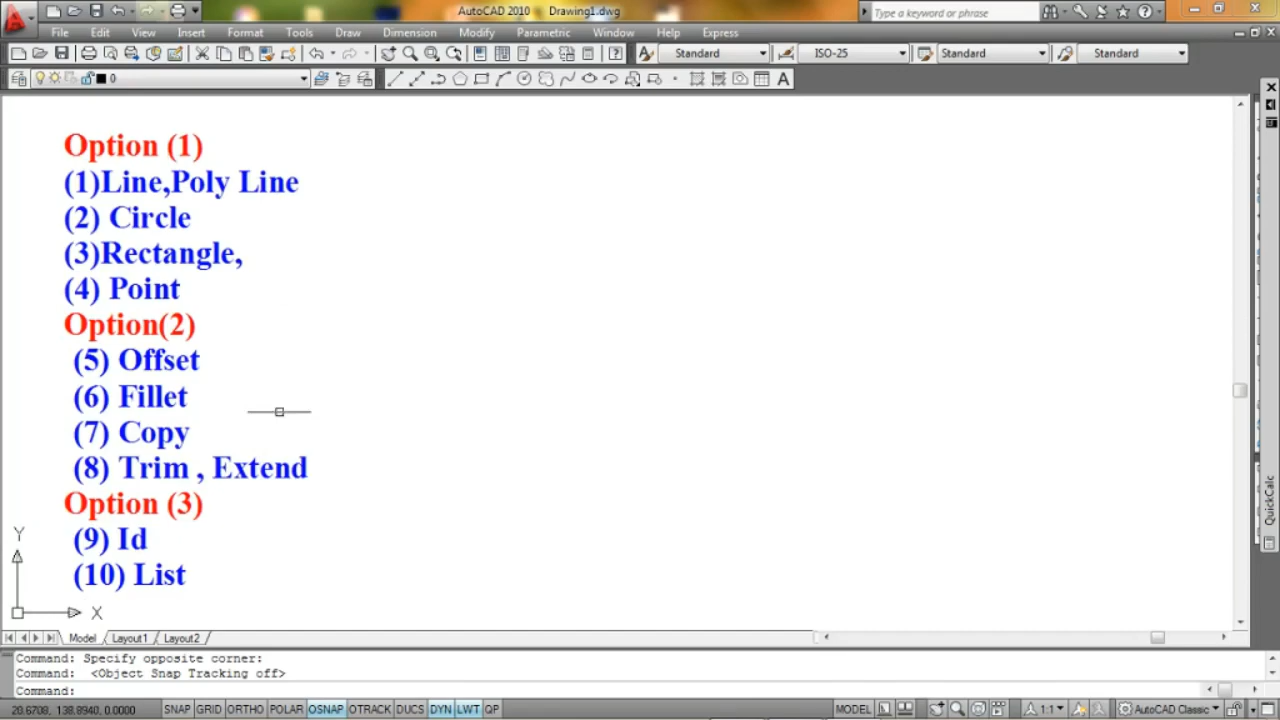 AutoCAD 2010 Drawing1.dwg
Type a keyword or phrase
File Edit View Insert Format Tools Draw Dimension Modify Parametric Window Help Express
Standard ISO-25 Standard Standard
0
A
Option (1)
(1)Line,Poly Line
(2) Circle
(3)Rectangle,
(4) Point
Option(2)
(5) Offset
(6) Fillet
(7) Copy
(8) Trim , Extend
Option (3)
(9) Id
(10) List
Y
X
QuickCalc
Model Layout1 Layout2
Command: Specify opposite corner:
Command: <Object Snap Tracking off>
Command:
28.6708, 138.8940, 0.0000 SNAP GRID ORTHO POLAR OSNAP OTRACK DUCS DYN LWT QP MODEL 1:1 AutoCAD Classic